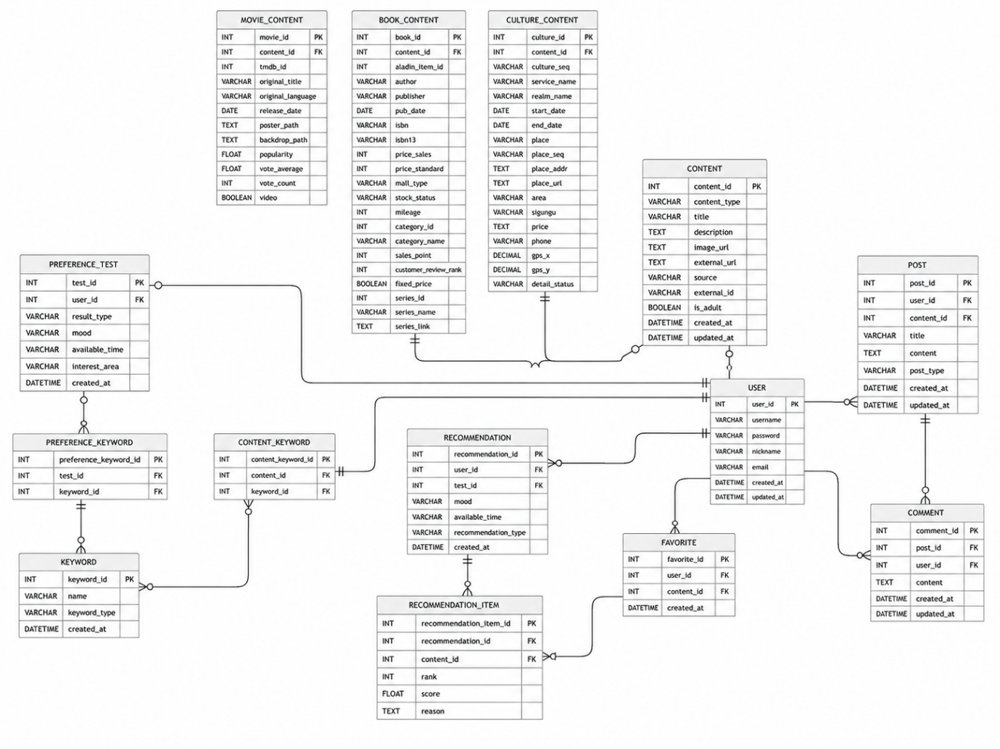 MOVIE_CONTENT
INT movie_id PK
INT content_id FK
INT tmdb_id
VARCHAR original_title
VARCHAR original_language
DATE release_date
TEXT poster_path
TEXT backdrop_path
FLOAT popularity
FLOAT vote_average
INT vote_count
BOOLEAN video
BOOK_CONTENT
INT book_id PK
INT content_id FK
INT aladin_item_id
VARCHAR author
VARCHAR publisher
DATE pub_date
VARCHAR isbn
VARCHAR isbn13
INT price_sales
INT price_standard
VARCHAR mall_type
VARCHAR stock_status
INT mileage
INT category_id
VARCHAR category_name
INT sales_point
INT customer_review_rank
BOOLEAN fixed_price
INT series_id
VARCHAR series_name
TEXT series_link
CULTURE_CONTENT
INT culture_id PK
INT content_id FK
VARCHAR culture_seq
VARCHAR service_name
VARCHAR realm_name
DATE start_date
DATE end_date
VARCHAR place
VARCHAR place_seq
TEXT place_addr
TEXT place_url
VARCHAR area
VARCHAR sigungu
TEXT price
VARCHAR phone
DECIMAL gps_x
DECIMAL gps_y
VARCHAR detail_status
CONTENT
INT content_id PK
VARCHAR content_type
VARCHAR title
TEXT description
TEXT image_url
TEXT external_url
VARCHAR source
VARCHAR external_id
BOOLEAN is_adult
DATETIME created_at
DATETIME updated_at
PREFERENCE_TEST
INT test_id PK
INT user_id FK
VARCHAR result_type
VARCHAR mood
VARCHAR available_time
VARCHAR interest_area
DATETIME created_at
POST
INT post_id PK
INT user_id FK
INT content_id FK
VARCHAR title
TEXT content
VARCHAR post_type
DATETIME created_at
DATETIME updated_at
USER
INT user_id PK
VARCHAR username
VARCHAR password
VARCHAR nickname
VARCHAR email
DATETIME created_at
DATETIME updated_at
PREFERENCE_KEYWORD
INT preference_keyword_id PK
INT test_id FK
INT keyword_id FK
CONTENT_KEYWORD
INT content_keyword_id PK
INT content_id FK
INT keyword_id FK
RECOMMENDATION
INT recommendation_id PK
INT user_id FK
INT test_id FK
VARCHAR mood
VARCHAR available_time
VARCHAR recommendation_type
DATETIME created_at
COMMENT
INT comment_id PK
INT post_id FK
INT user_id FK
TEXT content
DATETIME created_at
DATETIME updated_at
FAVORITE
INT favorite_id PK
INT user_id FK
INT content_id FK
DATETIME created_at
KEYWORD
INT keyword_id PK
VARCHAR name
VARCHAR keyword_type
DATETIME created_at
RECOMMENDATION_ITEM
INT recommendation_item_id PK
INT recommendation_id FK
INT content_id FK
INT rank
FLOAT score
TEXT reason